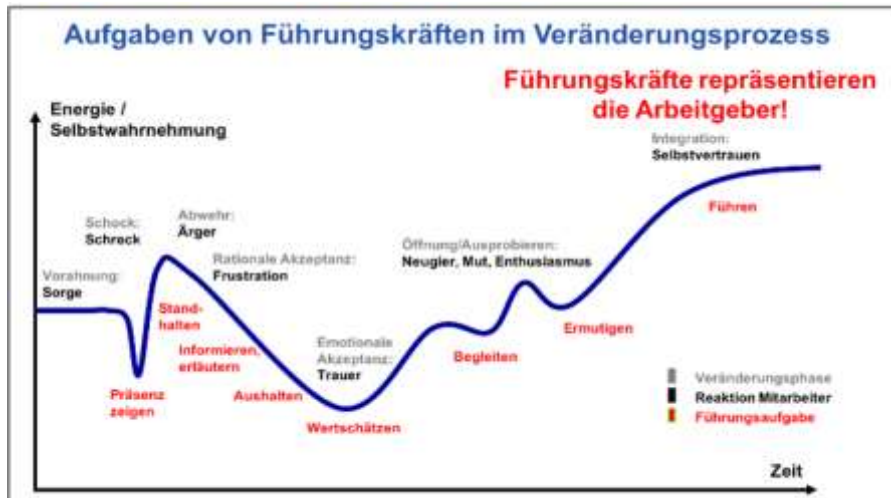 Aufgaben von Führungskräften im Veränderungsprozess
Führungskräfte repräsentieren
die Arbeitgeber!
Energie /
Selbstwahrnehmung
Integration:
Selbstvertrauen
Führen
Schock:
Schreck
Abwehr:
Ärger
Rationale Akzeptanz:
Frustration
Öffnung/Ausprobieren:
Neugier, Mut, Enthusiasmus
Vorahnung:
Sorge
Stand-
halten
Informieren,
erläutern
Emotionale
Akzeptanz:
Trauer
Begleiten
Ermutigen
Präsenz
zeigen
Aushalten
Wertschätzen
Veränderungsphase
Reaktion Mitarbeiter
Führungsaufgabe
Zeit